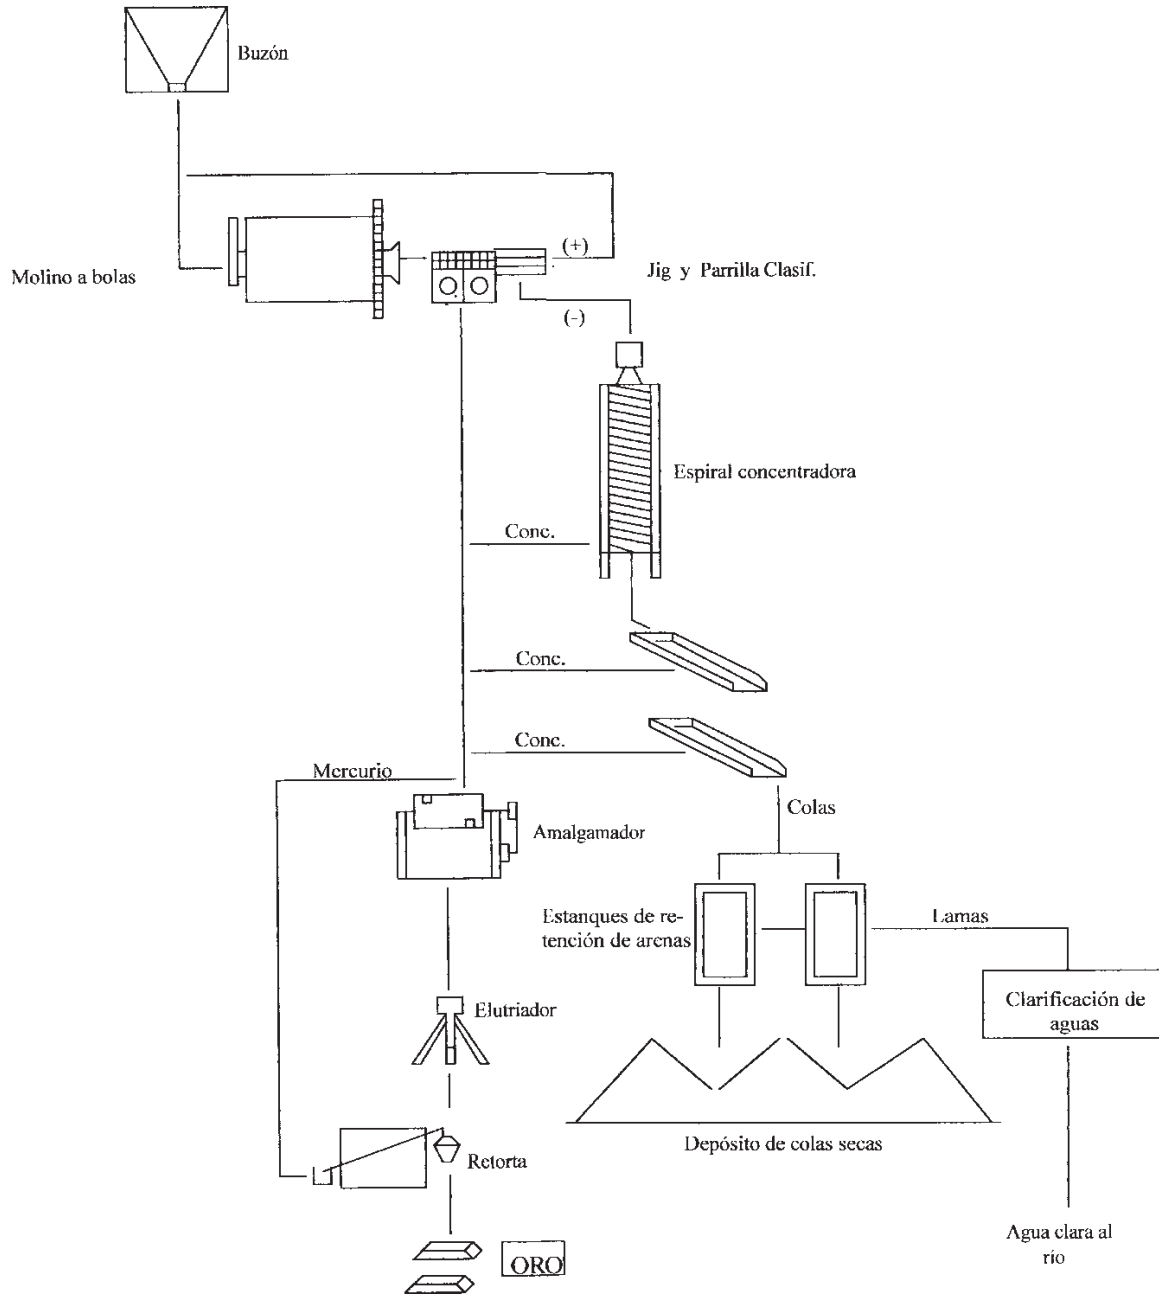 Buzón
Molino a bolas
(+)
Jig y Parrilla Clasif.
(-)
Espiral concentradora
Conc.
Conc.
Conc.
Mercurio
Colas
Amalgamador
Estanques de re-
tención de arenas
Lamas
Clarificación de
aguas
Elutriador
Depósito de colas secas
Retorta
Agua clara al
río
ORO